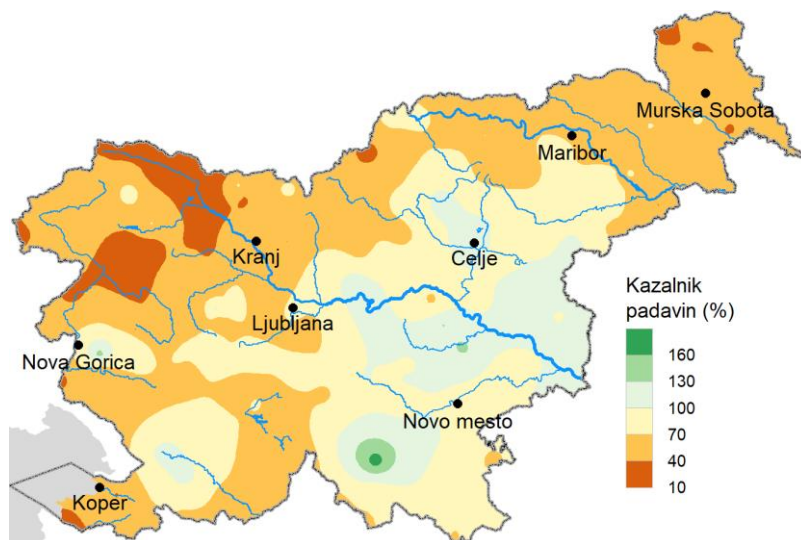 Murska Sobota
Maribor
Kranj
Celje
Ljubljana
Nova Gorica
Novo mesto
Koper
Kazalnik
padavin (%)
160
130
100
70
40
10